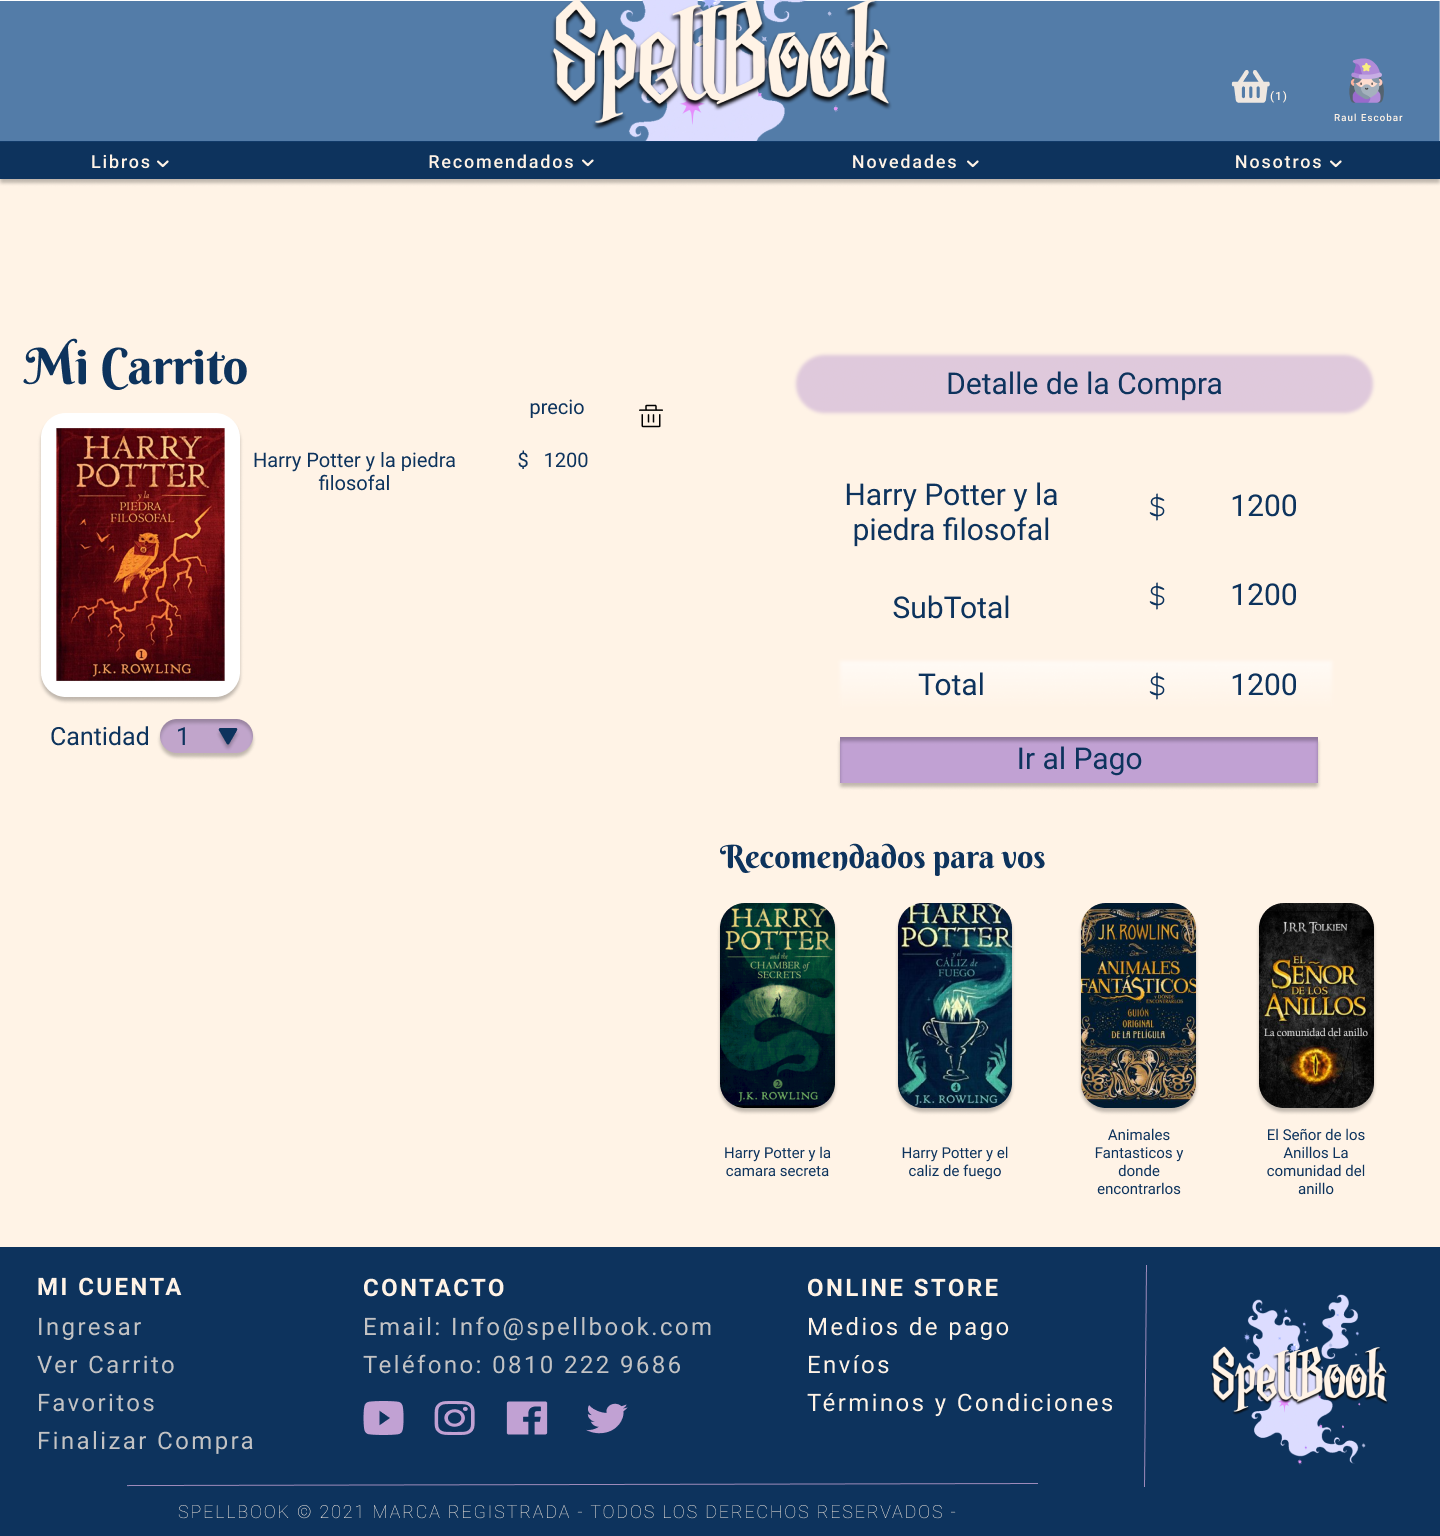 SpellBook
(1)
Raul Escobar
Libros
Recomendados
Novedades
Nosotros
Mi Carrito
precio
HARRY
POTTER
y la
PIEDRA
FILOSOFAL
1
J.K. ROWLING
Harry Potter y la piedra
filosofal
$ 1200
Cantidad 1
Detalle de la Compra
Harry Potter y la
piedra filosofal
$ 1200
SubTotal
$ 1200
Total
$ 1200
Ir al Pago
Recomendados para vos
HARRY
POTTER
and the
CHAMBER of
SECRETS
2
J.K. ROWLING
Harry Potter y la
camara secreta
HARRY
POTTER
y el
CÁLIZ de
FUEGO
4
J.K. ROWLING
Harry Potter y el
caliz de fuego
J.K ROWLING
ANIMALES
FANTÁSTICOS
Y DÓNDE
ENCONTRARLOS
GUIÓN
ORIGINAL
DE LA PELÍCULA
Animales
Fantasticos y
donde
encontrarlos
J.R.R TOLKIEN
EL
SEÑOR
DE LOS
ANILLOS
La comunidad del anillo
El Señor de los
Anillos La
comunidad del
anillo
MI CUENTA
Ingresar
Ver Carrito
Favoritos
Finalizar Compra
CONTACTO
Email: Info@spellbook.com
Teléfono: 0810 222 9686
ONLINE STORE
Medios de pago
Envíos
Términos y Condiciones
SpellBook
SPELLBOOK © 2021 MARCA REGISTRADA - TODOS LOS DERECHOS RESERVADOS -